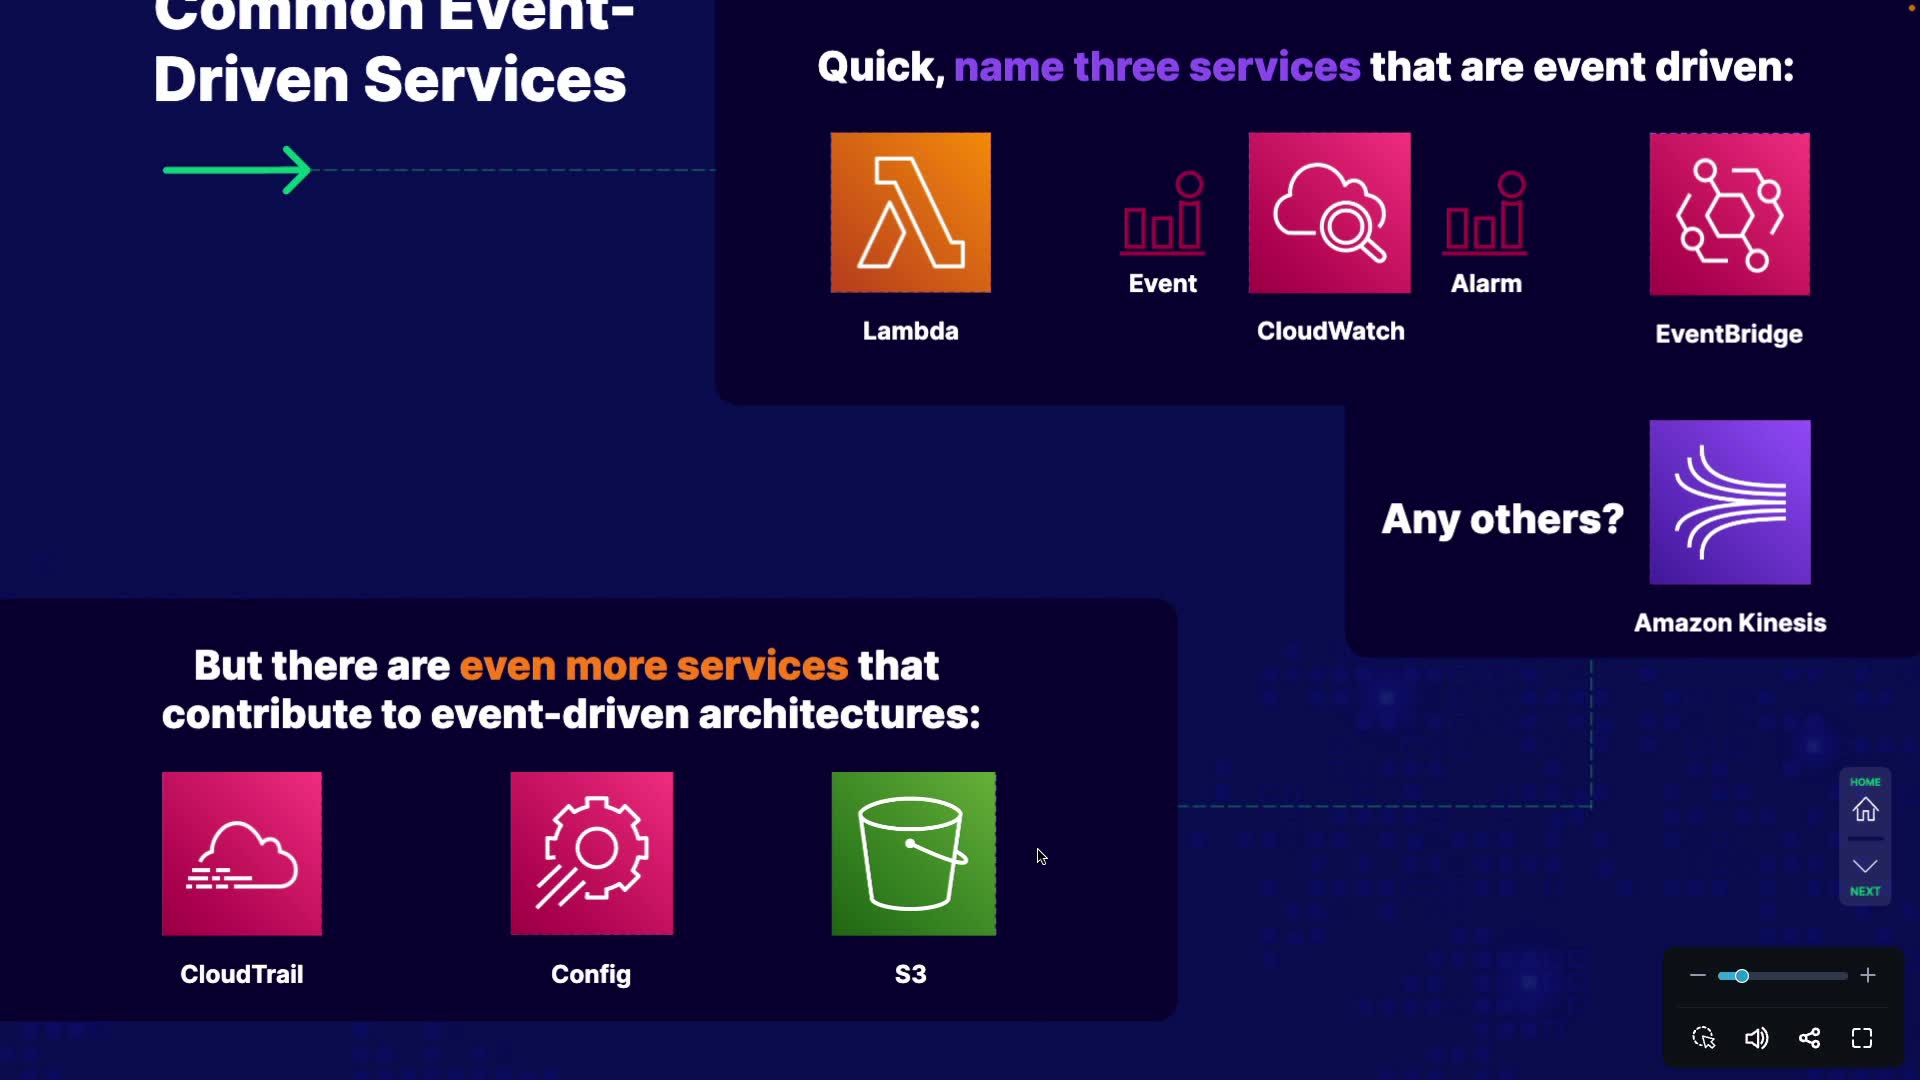 Common Event-
Driven Services
Quick, name three services that are event driven:
Lambda
Event
CloudWatch
Alarm
EventBridge
Any others?
Amazon Kinesis
But there are even more services that
contribute to event-driven architectures:
CloudTrail
Config
S3
HOME
NEXT